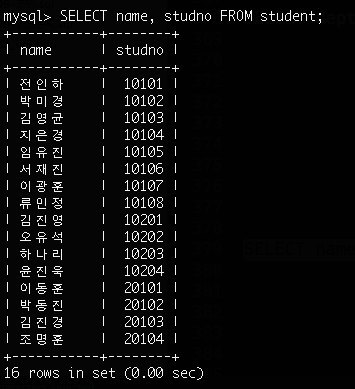 mysql> SELECT name, studno FROM student;
+-----------+--------+
| name | studno |
+-----------+--------+
| 전인하 | 10101 |
| 박미경 | 10102 |
| 김영균 | 10103 |
| 지은경 | 10104 |
| 임유진 | 10105 |
| 서재진 | 10106 |
| 이광훈 | 10107 |
| 류민정 | 10108 |
| 김진영 | 10201 |
| 오유석 | 10202 |
| 하나리 | 10203 |
| 윤진욱 | 10204 |
| 이동훈 | 20101 |
| 박동진 | 20102 |
| 김진경 | 20103 |
| 조명훈 | 20104 |
+-----------+--------+
16 rows in set (0.00 sec)